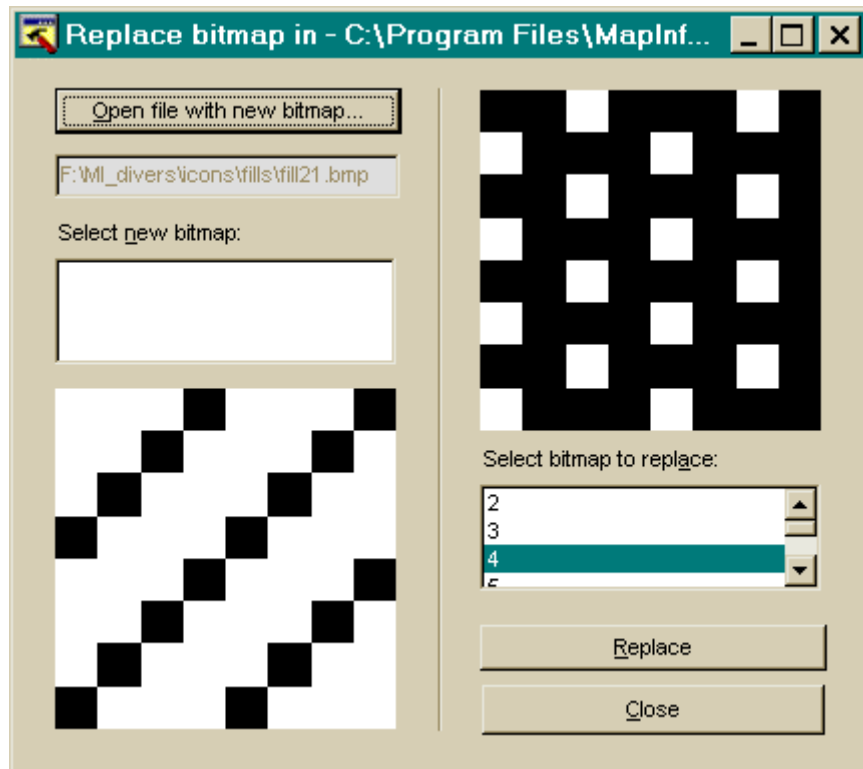 Replace bitmap in - C:\Program Files\MapInf...
Open file with new bitmap...
F:\MI_divers\icons\fills\fill21.bmp
Select new bitmap:
Select bitmap to replace:
2
3
4
5
Replace
Close